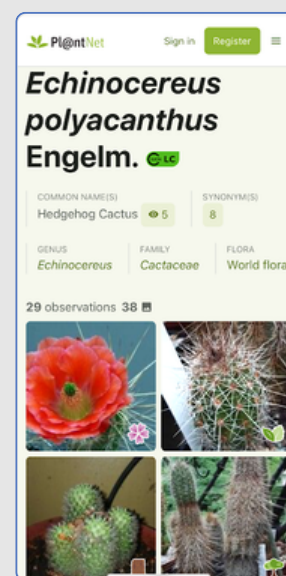 Pl@ntNet Sign in Register
Echinocereus
polyacanthus
Engelm. LC
COMMON NAME(S) SYNONYM(S)
Hedgehog Cactus 5 8
GENUS FAMILY FLORA
Echinocereus Cactaceae World flora
29 observations 38